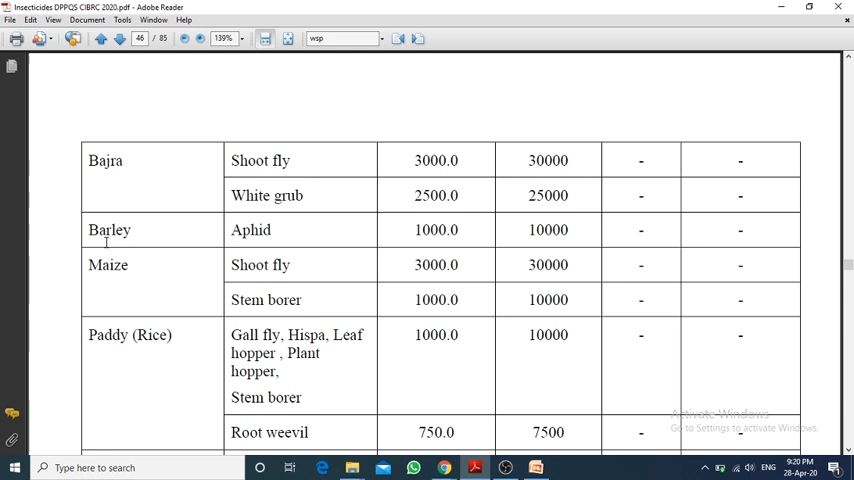 Insecticides DPPQS CIBRC 2020.pdf - Adobe Reader
File Edit View Document Tools Window Help
46 / 85 139% wsp
Bajra Shoot fly 3000.0 30000 - -
White grub 2500.0 25000 - -
Barley Aphid 1000.0 10000 - -
Maize Shoot fly 3000.0 30000 - -
Stem borer 1000.0 10000 - -
Paddy (Rice) Gall fly, Hispa, Leaf 1000.0 10000 - -
hopper , Plant
hopper,
Stem borer
Activate Windows
Root weevil 750.0 7500 - -
Go to Settings to activate Windows.
Type here to search
ENG 9:20 PM
28-Apr-20
1